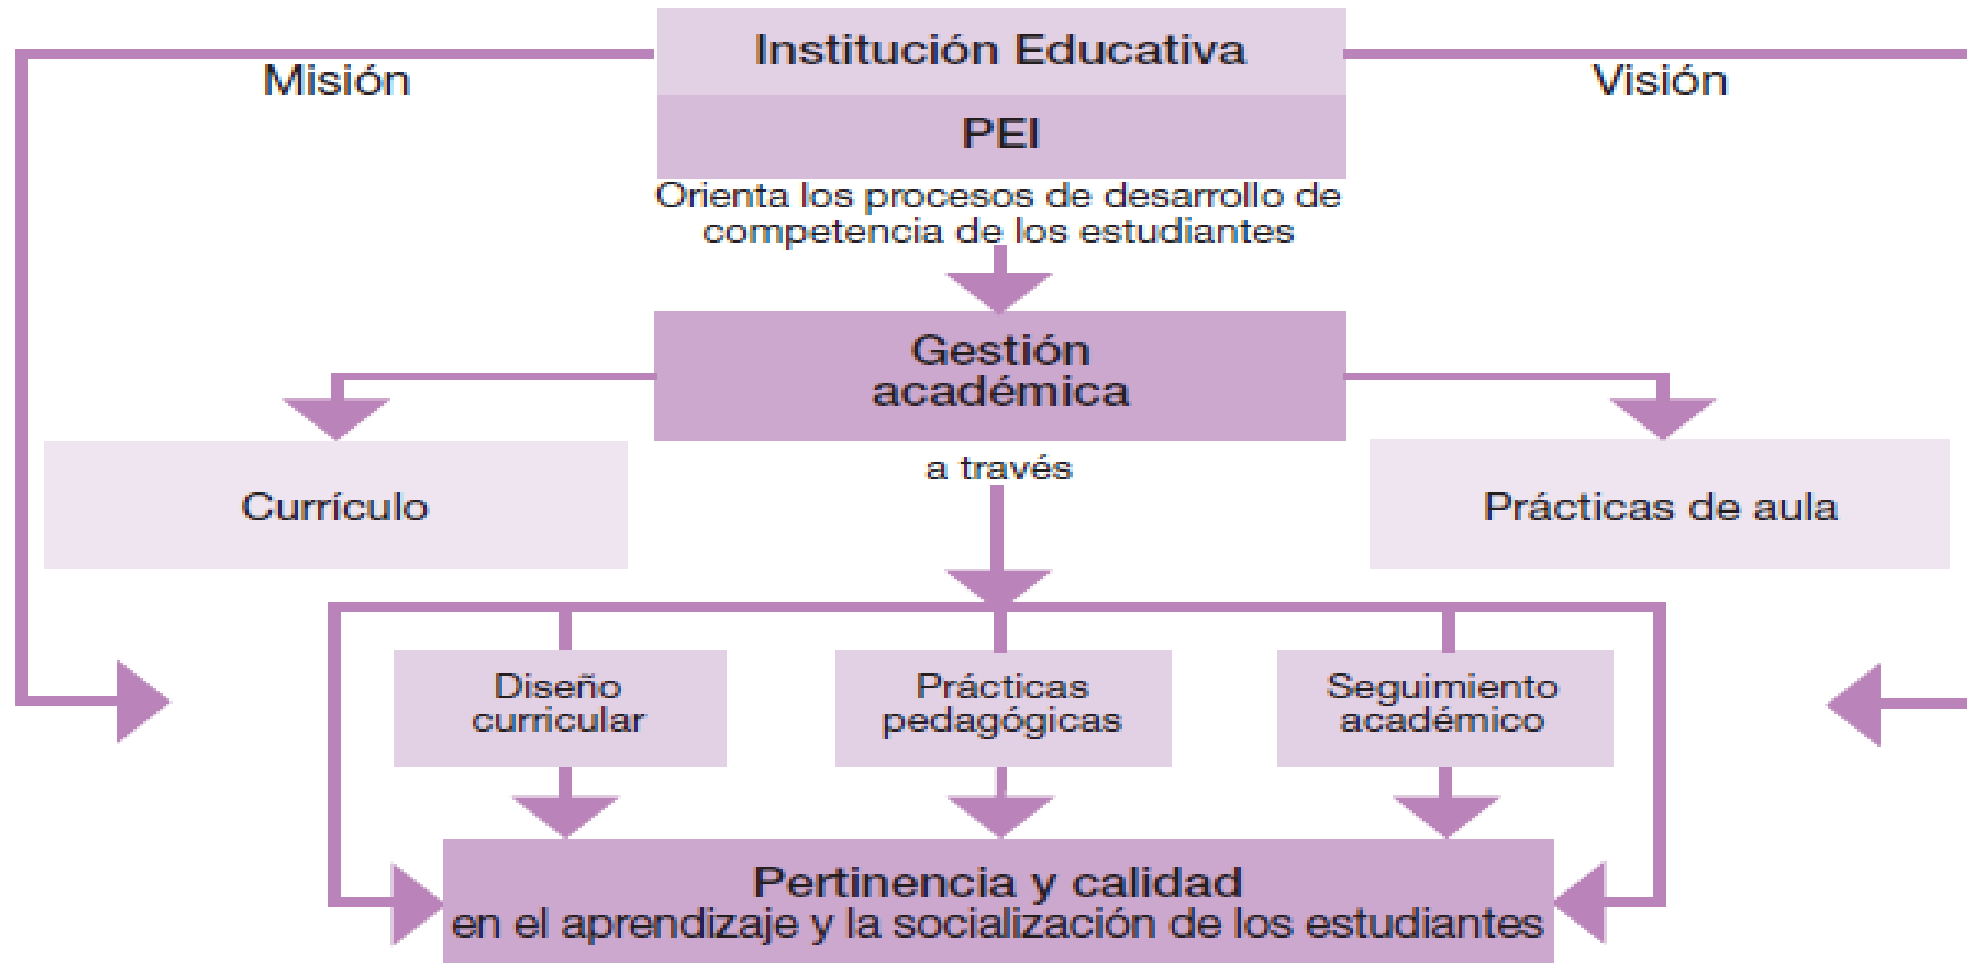 Institución Educativa
Misión
Visión
PEI
Orienta los procesos de desarrollo de
competencia de los estudiantes
Gestión
académica
a través
Currículo
Prácticas de aula
Diseño
curricular
Prácticas
pedagógicas
Seguimiento
académico
Pertinencia y calidad
en el aprendizaje y la socialización de los estudiantes